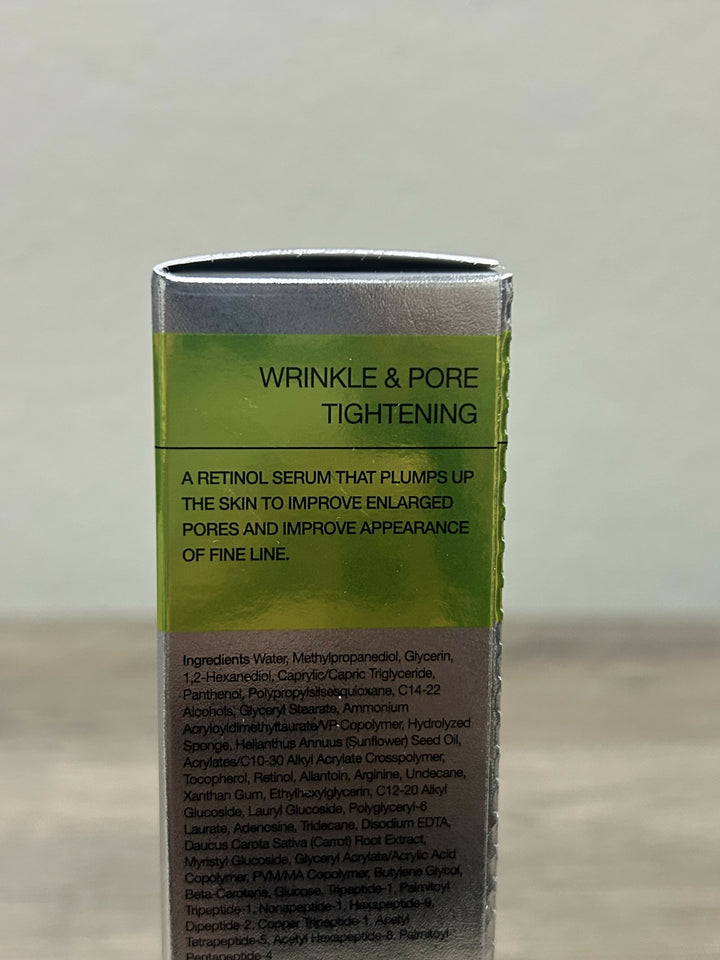 WRINKLE & PORE
TIGHTENING
A RETINOL SERUM THAT PLUMPS UP
THE SKIN TO IMPROVE ENLARGED
PORES AND IMPROVE APPEARANCE
OF FINE LINE.
Ingredients Water, Methylpropanediol, Glycerin,
1,2-Hexanediol, Caprylic/Capric Triglyceride,
Panthenol, Polypropylsilsesquioxane, C14-22
Alcohols, Glyceryl Stearate, Ammonium
Acryloyldimethyltaurate/VP Copolymer, Hydrolyzed
Sponge, Helianthus Annuus (Sunflower) Seed Oil,
Acrylates/C10-30 Alkyl Acrylate Crosspolymer,
Tocopherol, Retinol, Allantoin, Arginine, Undecane,
Xanthan Gum, Ethylhexylglycerin, C12-20 Alkyl
Glucoside, Lauryl Glucoside, Polyglyceryl-6
Laurate, Adenosine, Tridecane, Disodium EDTA,
Daucus Carota Sativa (Carrot) Root Extract,
Myristyl Glucoside, Glyceryl Acrylate/Acrylic Acid
Copolymer, PVM/MA Copolymer, Butylene Glycol,
Beta-Carotene, Glucose, Tripeptide-1, Palmitoyl
Tripeptide-1, Nonapeptide-1, Hexapeptide-9,
Dipeptide-2, Copper Tripeptide-1, Acetyl
Tetrapeptide-5, Acetyl Hexapeptide-8, Palmitoyl
Pentapeptide-4